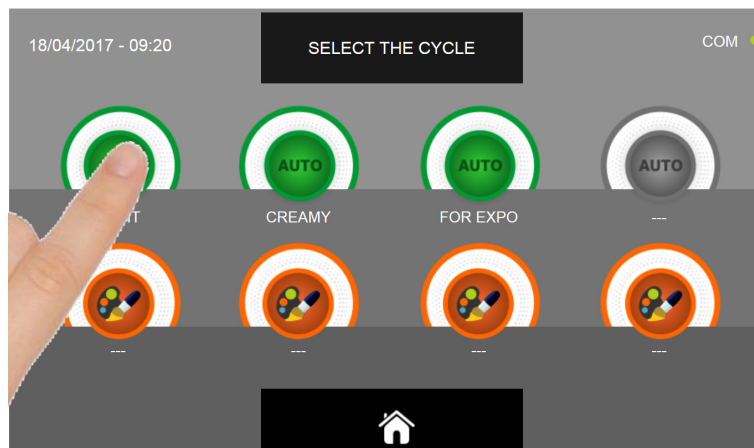 18/04/2017 - 09:20
SELECT THE CYCLE
COM
AUTO
AUTO
AUTO
CREAMY
FOR EXPO
---
---
---
---
---